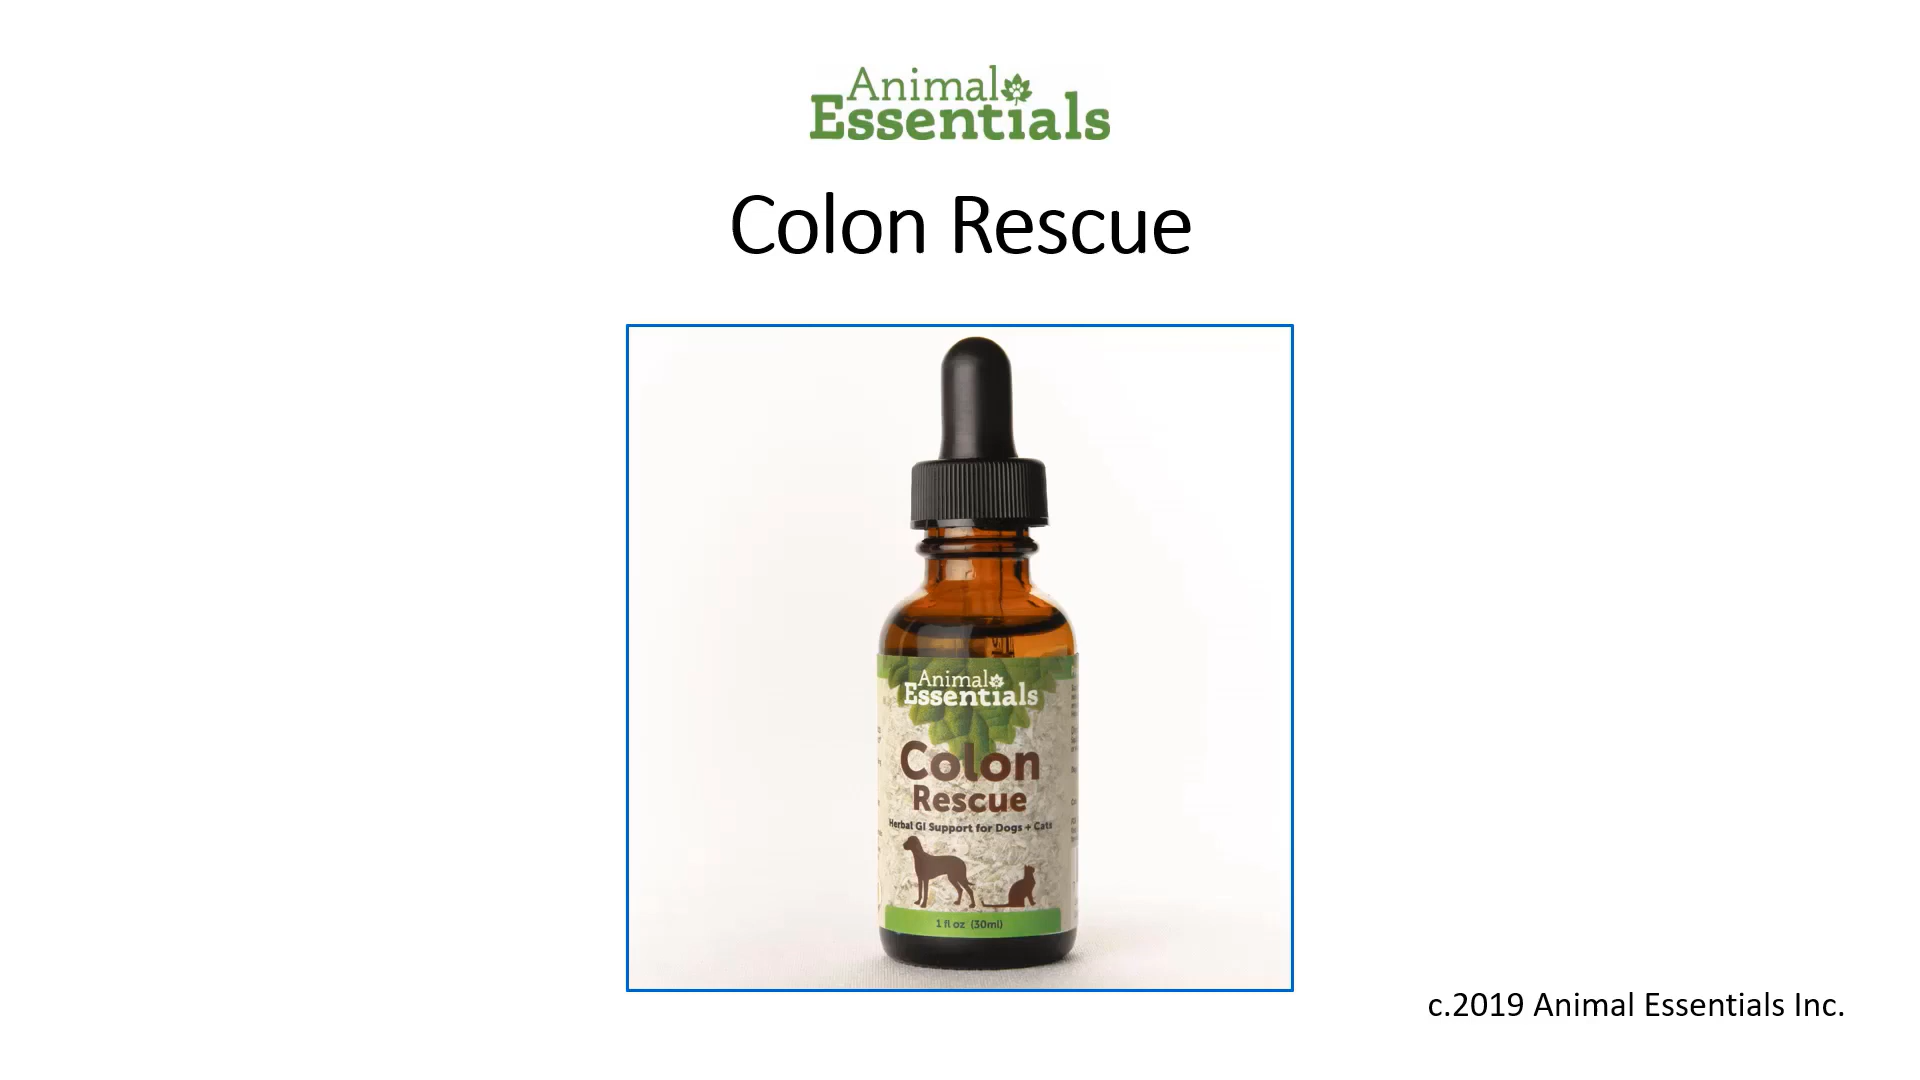 Animal
Essentials
Colon Rescue
Animal
Essentials
Colon
Rescue
Herbal GI Support for Dogs + Cats
1 fl oz (30ml)
c.2019 Animal Essentials Inc.